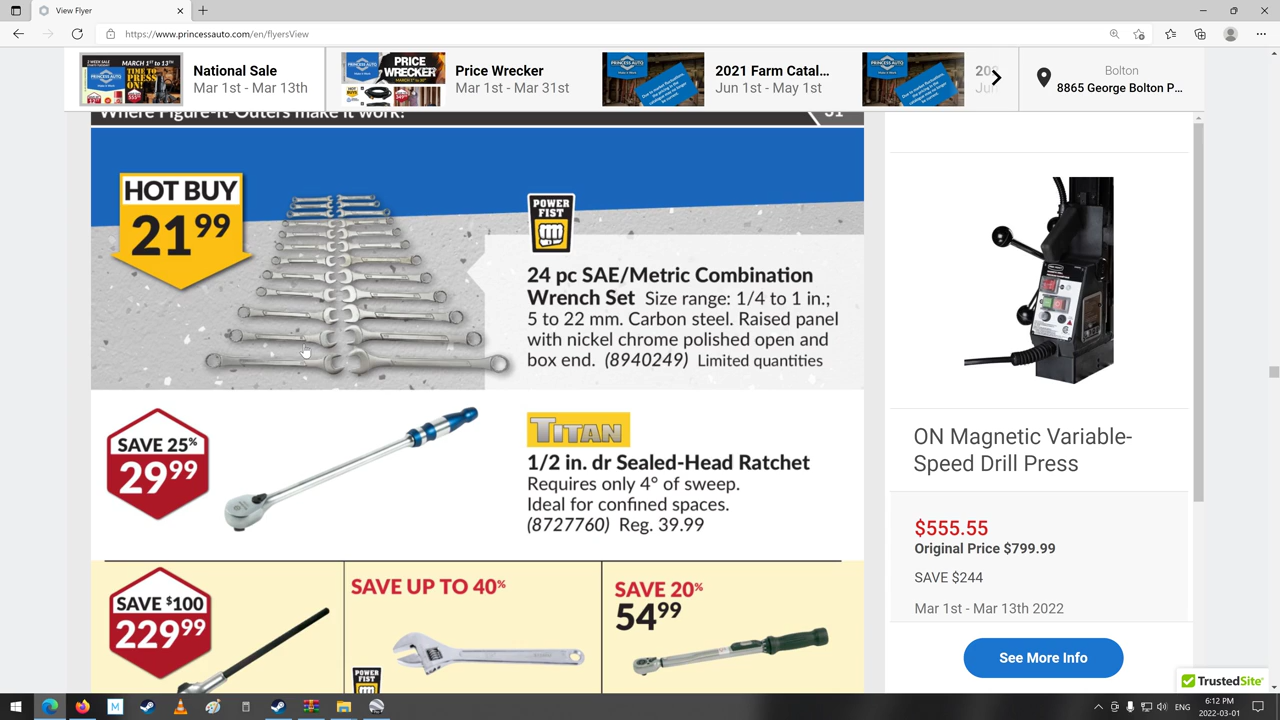 View Flyer
https://www.princessauto.com/en/flyersView
National Sale
Mar 1st - Mar 13th
PRICE
WRECKER
Price Wrecker
Mar 1st - Mar 31st
2021 Farm Catal...
Jun 1st - May 1st
Bolton
8865 George Bolton P...
Where Figure-It-Outers make it work!
31
HOT BUY
21.99
POWER
FIST
24 pc SAE/Metric Combination
Wrench Set Size range: 1/4 to 1 in.;
5 to 22 mm. Carbon steel. Raised panel
with nickel chrome polished open and
box end. (8940249) Limited quantities
SAVE 25%
29.99
TITAN
1/2 in. dr Sealed-Head Ratchet
Requires only 4° of sweep.
Ideal for confined spaces.
(8727760) Reg. 39.99
SAVE $100
229.99
SAVE UP TO 40%
POWER
FIST
SAVE 20%
54.99
ON Magnetic Variable-
Speed Drill Press
$555.55
Original Price $799.99
SAVE $244
Mar 1st - Mar 13th 2022
See More Info
TrustedSite
ENG
6:12 PM
2022-03-01